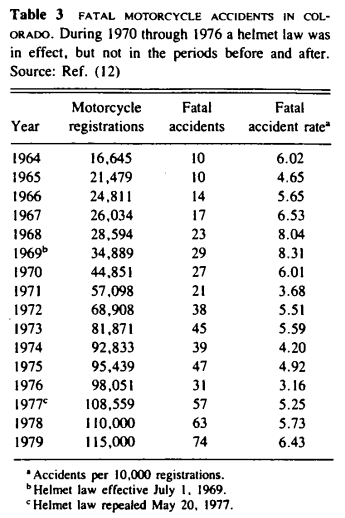 Table 3 FATAL MOTORCYCLE ACCIDENTS IN COL-
ORADO. During 1970 through 1976 a helmet law was
in effect, but not in the periods before and after.
Source: Ref. (12)
Motorcycle Fatal Fatal
Year registrations accidents accident rateᵃ
1964 16,645 10 6.02
1965 21,479 10 4.65
1966 24,811 14 5.65
1967 26,034 17 6.53
1968 28,594 23 8.04
1969ᵇ 34,889 29 8.31
1970 44,851 27 6.01
1971 57,098 21 3.68
1972 68,908 38 5.51
1973 81,871 45 5.59
1974 92,833 39 4.20
1975 95,439 47 4.92
1976 98,051 31 3.16
1977ᶜ 108,559 57 5.25
1978 110,000 63 5.73
1979 115,000 74 6.43
ᵃ Accidents per 10,000 registrations.
ᵇ Helmet law effective July 1, 1969.
ᶜ Helmet law repealed May 20, 1977.